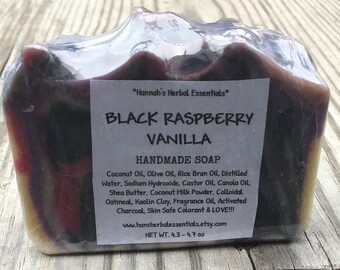 "Hannah's Herbal Essentials"
BLACK RASPBERRY
VANILLA
HANDMADE SOAP
Coconut Oil, Olive Oil, Rice Bran Oil, Distilled
Water, Sodium Hydroxide, Castor Oil, Canola Oil,
Shea Butter, Coconut Milk Powder, Colloidal
Oatmeal, Kaolin Clay, Fragrance Oil, Activated
Charcoal, Skin Safe Colorant & LOVE!!!
www.hansherbalessentials.etsy.com
NET WT. 4.3 - 4.7 oz